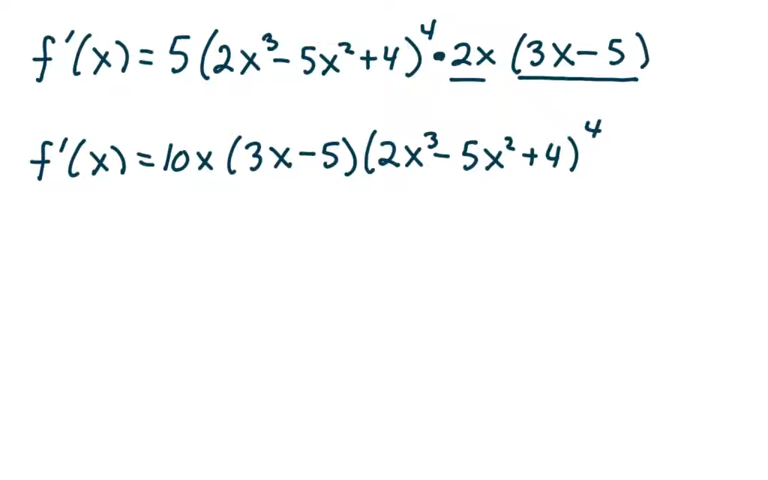 f'(x) = 5(2x³ - 5x² + 4)⁴ • 2x (3x - 5)
f'(x) = 10x (3x - 5)(2x³ - 5x² + 4)⁴